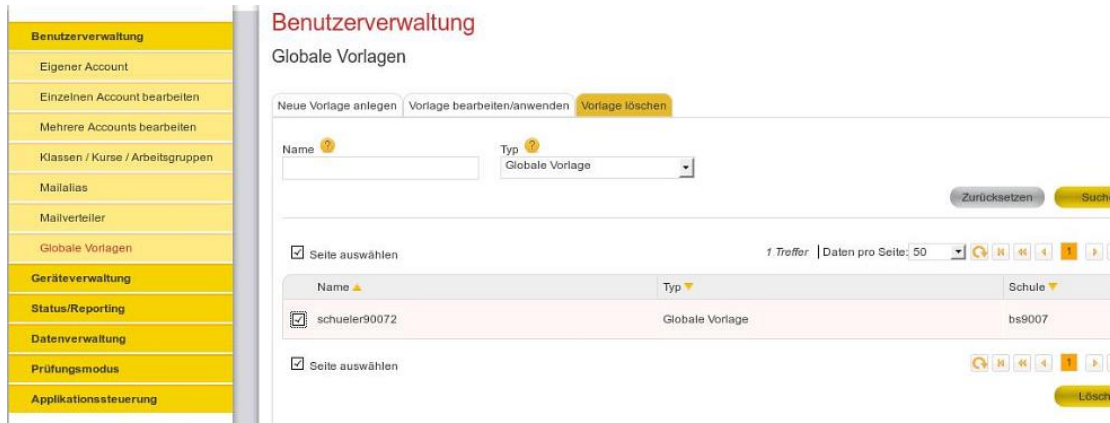 Benutzerverwaltung
Eigener Account
Einzelnen Account bearbeiten
Mehrere Accounts bearbeiten
Klassen / Kurse / Arbeitsgruppen
Mailalias
Mailverteiler
Globale Vorlagen
Geräteverwaltung
Status/Reporting
Datenverwaltung
Prüfungsmodus
Applikationssteuerung
Benutzerverwaltung
Globale Vorlagen
Neue Vorlage anlegen Vorlage bearbeiten/anwenden Vorlage löschen
Name ? Typ ?
Globale Vorlage
Zurücksetzen Suche
Seite auswählen 1 Treffer Daten pro Seite: 50 1
Name Typ Schule
schueler90072 Globale Vorlage bs9007
Seite auswählen 1
Lösch